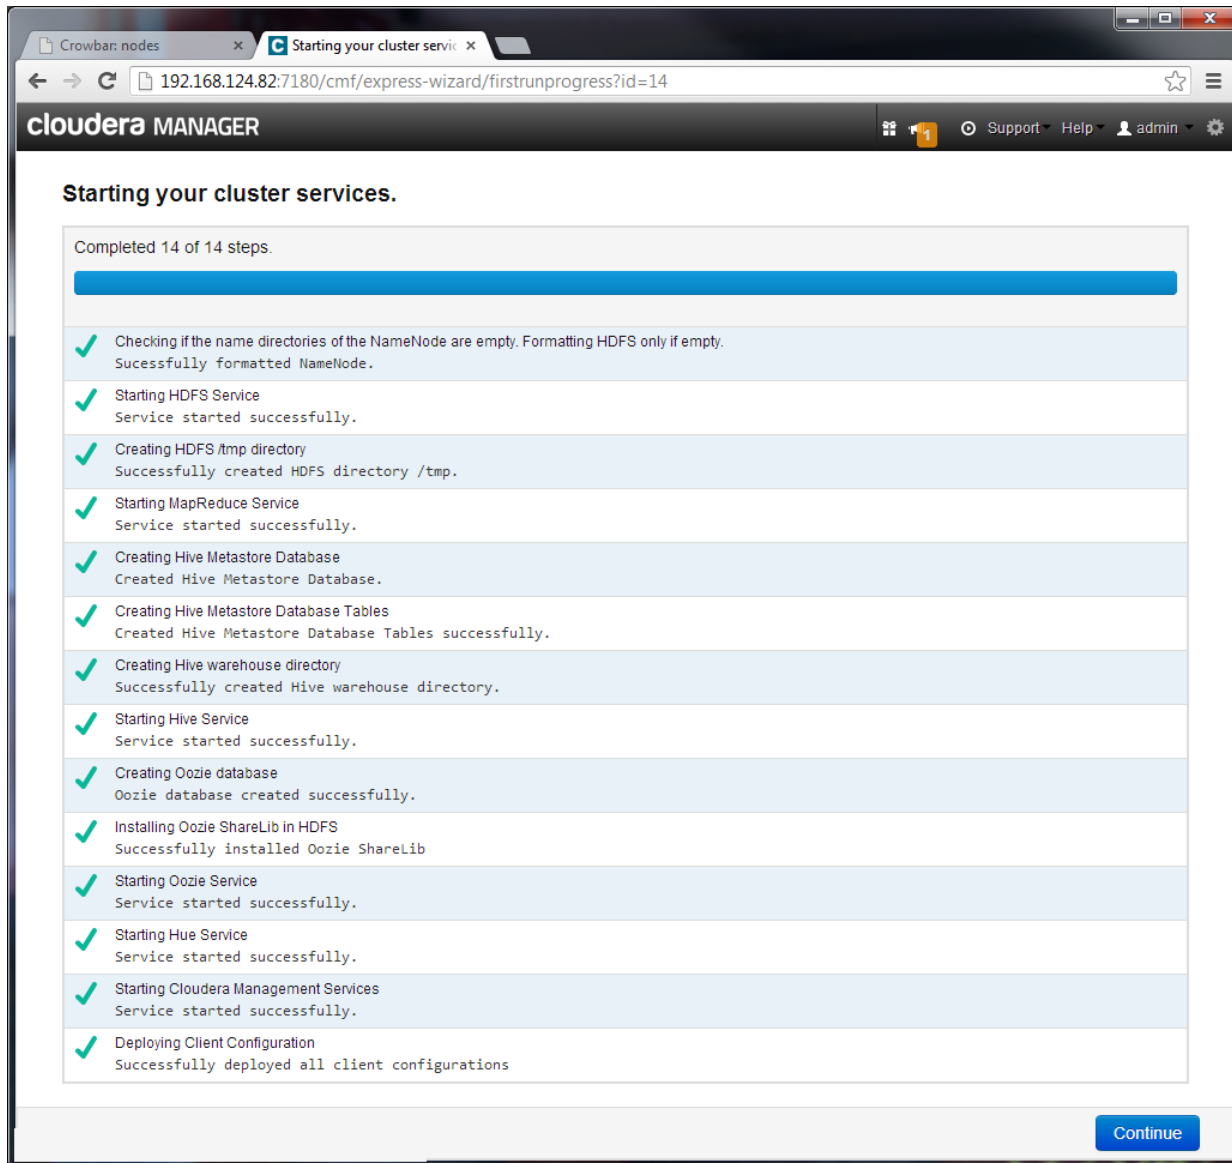 Crowbar: nodes
Starting your cluster servic
192.168.124.82:7180/cmf/express-wizard/firstrunprogress?id=14
cloudera MANAGER
1
Support
Help
admin
Starting your cluster services.
Completed 14 of 14 steps.
Checking if the name directories of the NameNode are empty. Formatting HDFS only if empty.
Sucessfully formatted NameNode.
Starting HDFS Service
Service started successfully.
Creating HDFS /tmp directory
Successfully created HDFS directory /tmp.
Starting MapReduce Service
Service started successfully.
Creating Hive Metastore Database
Created Hive Metastore Database.
Creating Hive Metastore Database Tables
Created Hive Metastore Database Tables successfully.
Creating Hive warehouse directory
Successfully created Hive warehouse directory.
Starting Hive Service
Service started successfully.
Creating Oozie database
Oozie database created successfully.
Installing Oozie ShareLib in HDFS
Successfully installed Oozie ShareLib
Starting Oozie Service
Service started successfully.
Starting Hue Service
Service started successfully.
Starting Cloudera Management Services
Service started successfully.
Deploying Client Configuration
Successfully deployed all client configurations
Continue